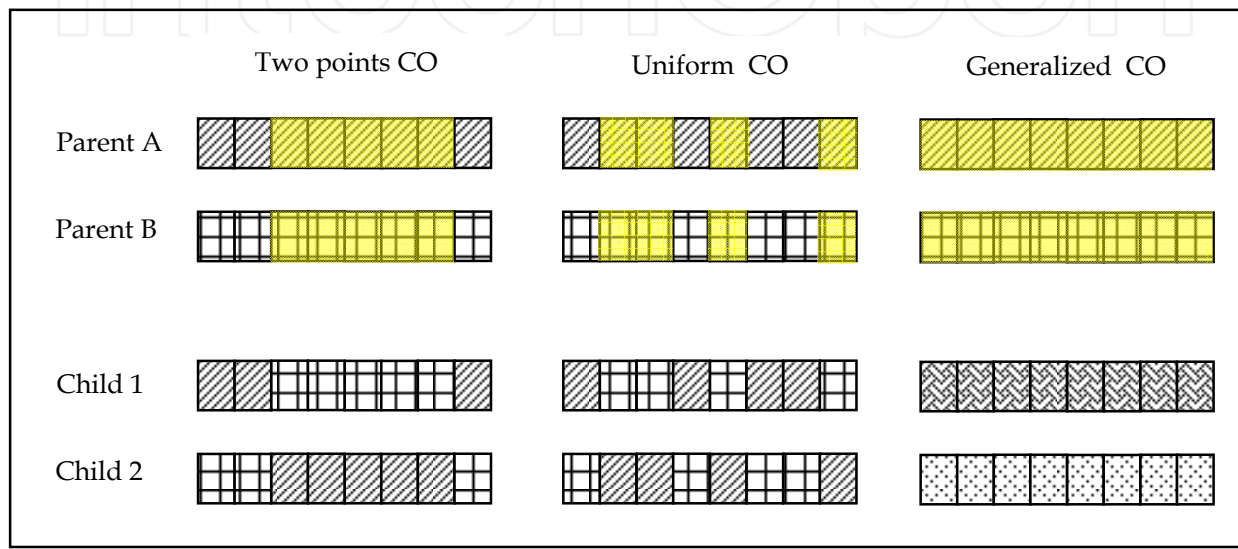 Two points CO Uniform CO Generalized CO
Parent A
Parent B
Child 1
Child 2